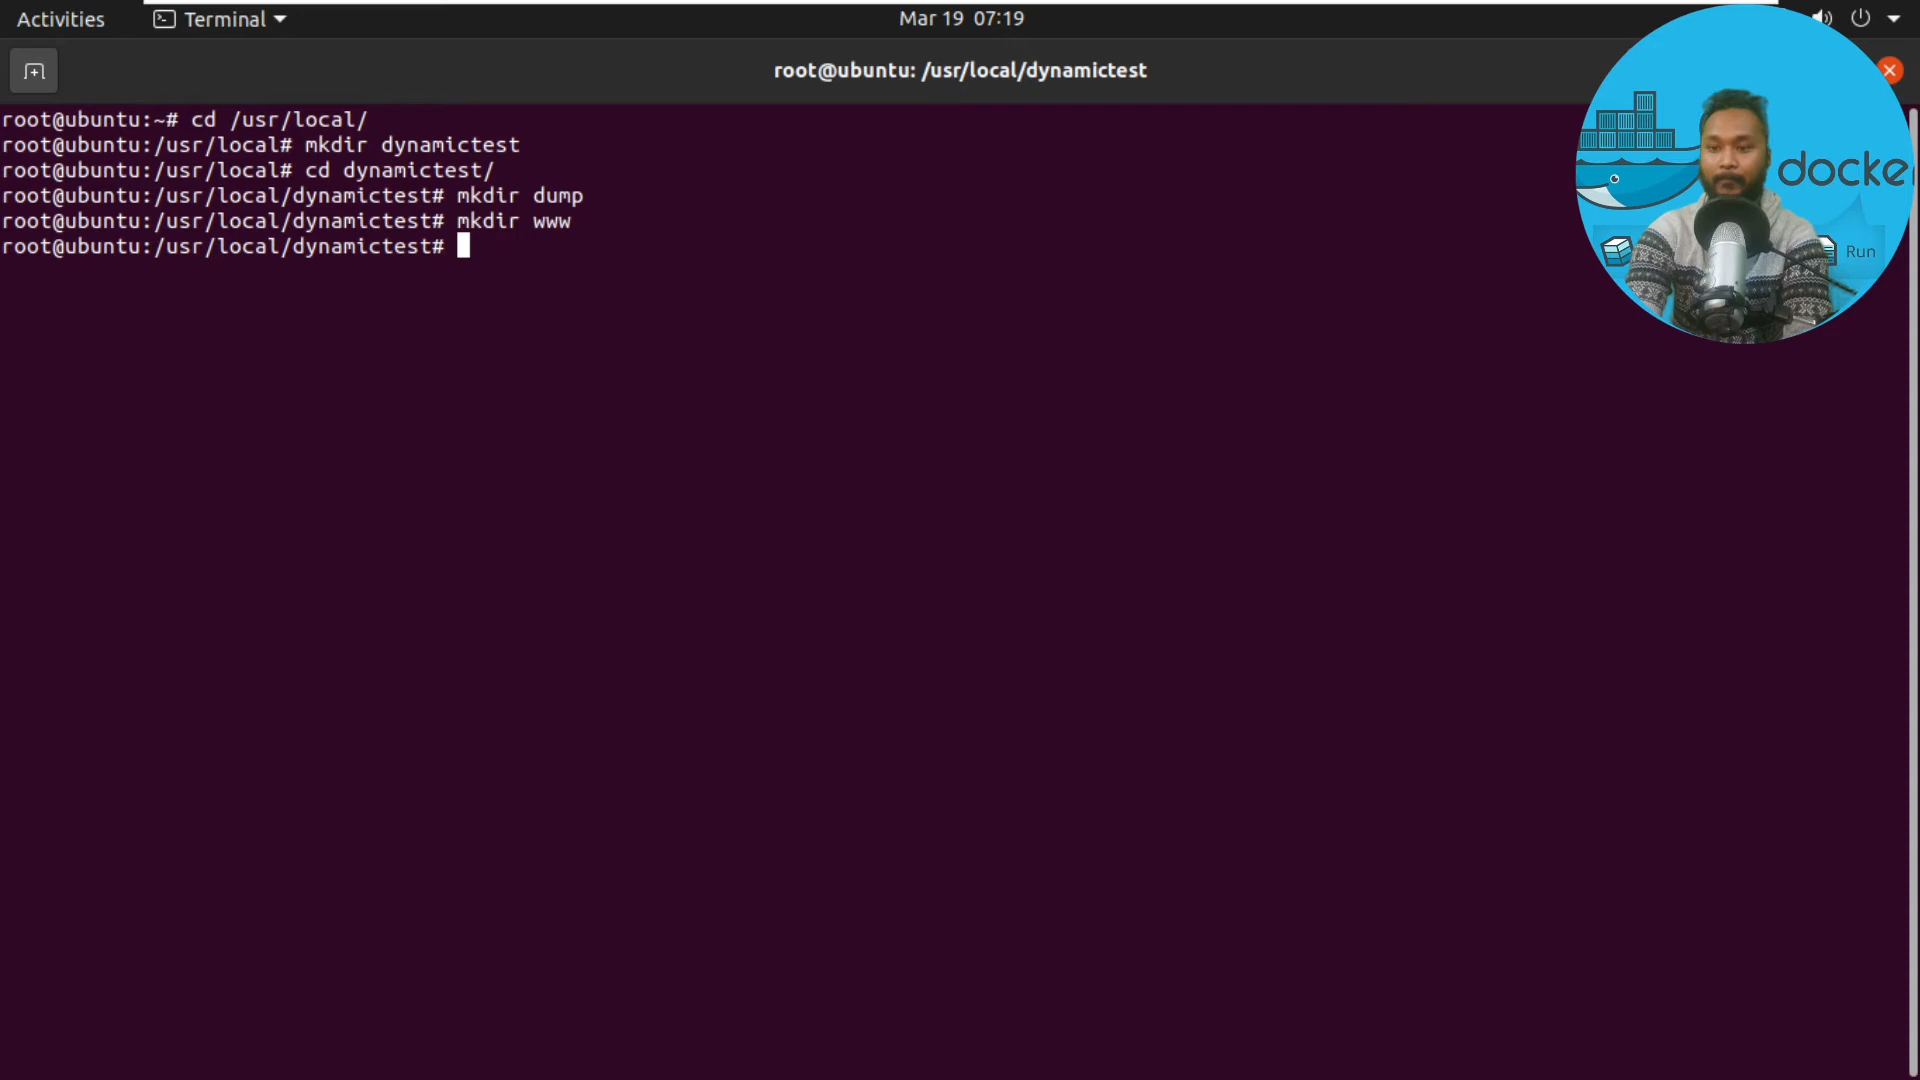 Activities
Terminal
Mar 19 07:19
root@ubuntu: /usr/local/dynamictest
root@ubuntu:~# cd /usr/local/
root@ubuntu:/usr/local# mkdir dynamictest
root@ubuntu:/usr/local# cd dynamictest/
root@ubuntu:/usr/local/dynamictest# mkdir dump
root@ubuntu:/usr/local/dynamictest# mkdir www
root@ubuntu:/usr/local/dynamictest#
docke
Run